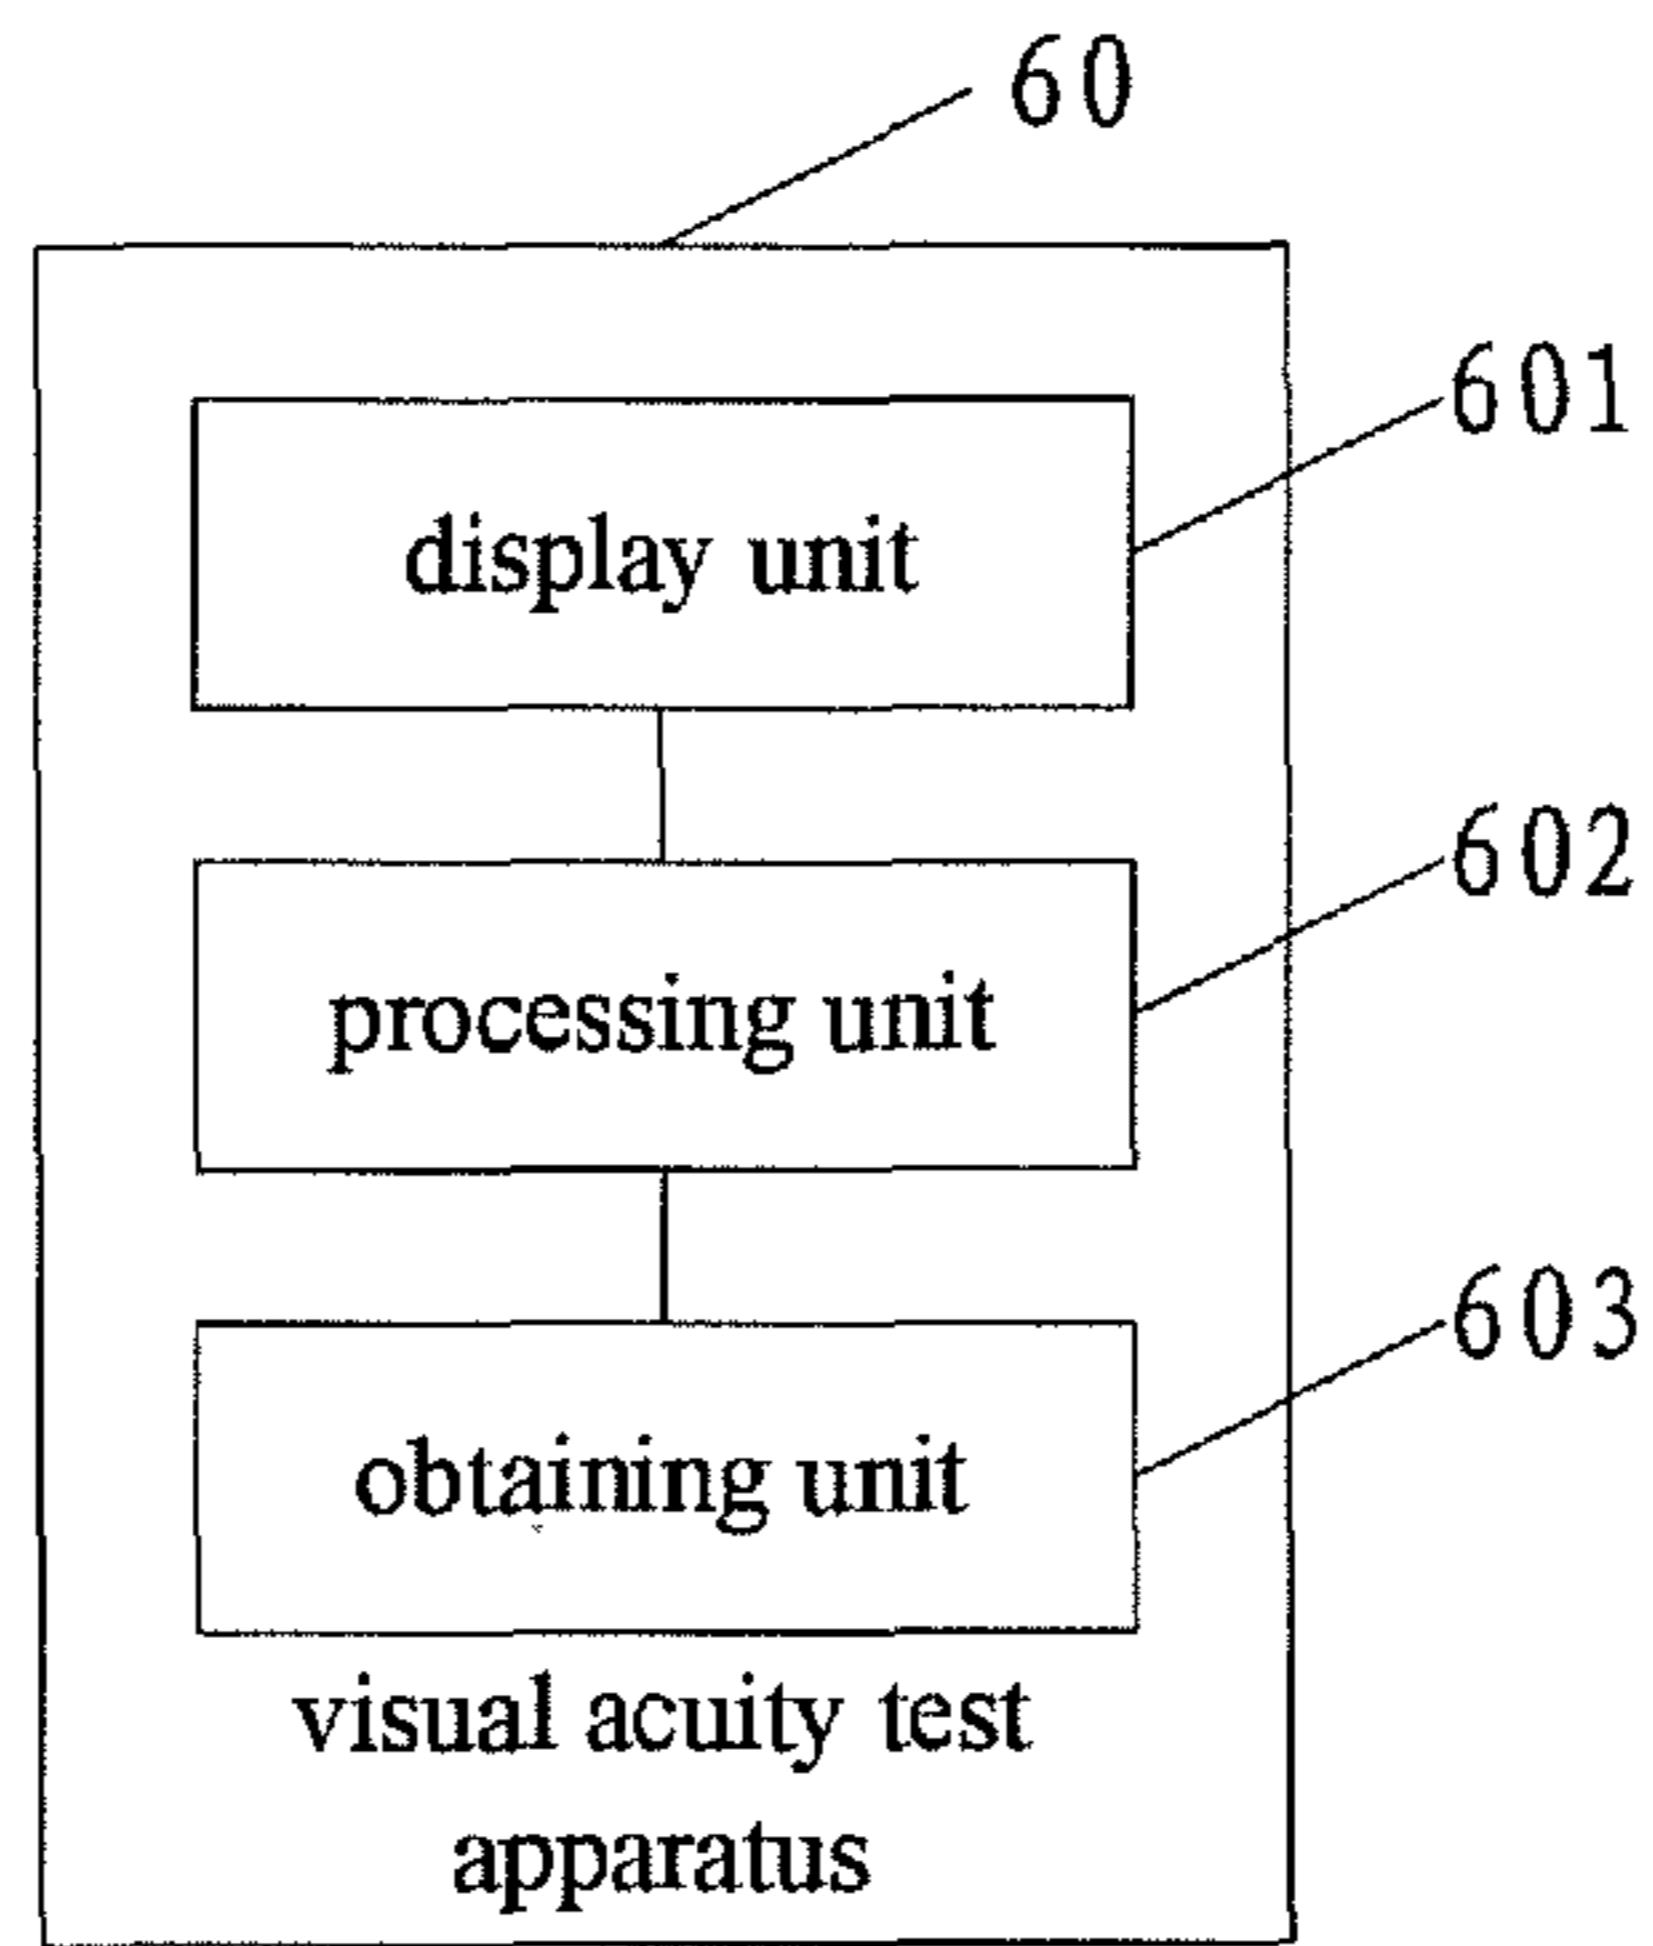 60
601
display unit
602
processing unit
603
obtaining unit
visual acuity test
apparatus